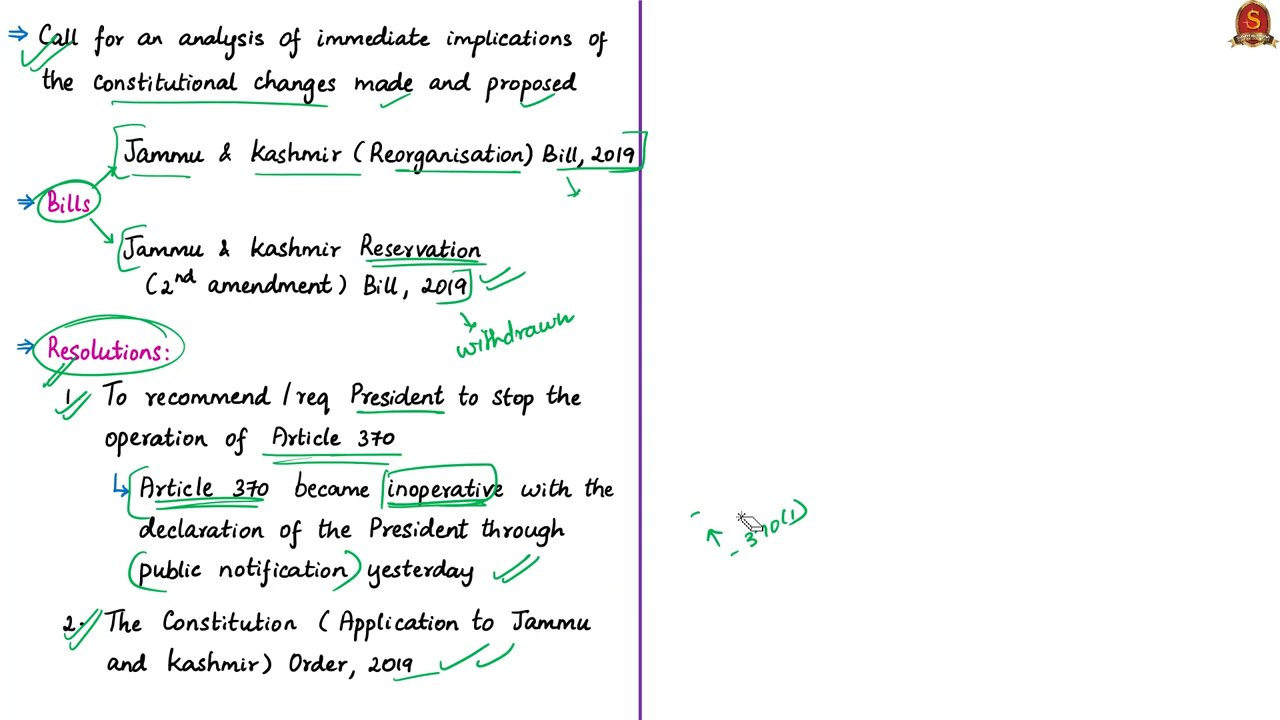 ⇒ Call for an analysis of immediate implications of
the constitutional changes made and proposed
Jammu & Kashmir (Reorganisation) Bill, 2019
⇒ Bills
Jammu & Kashmir Reservation
(2nd amendment) Bill, 2019
withdrawn
⇒ Resolutions:
1. To recommend / req President to stop the
operation of Article 370
↳ Article 370 became inoperative with the
declaration of the President through
(public notification) yesterday
2. The Constitution (Application to Jammu
and Kashmir) Order, 2019
370(1)
S